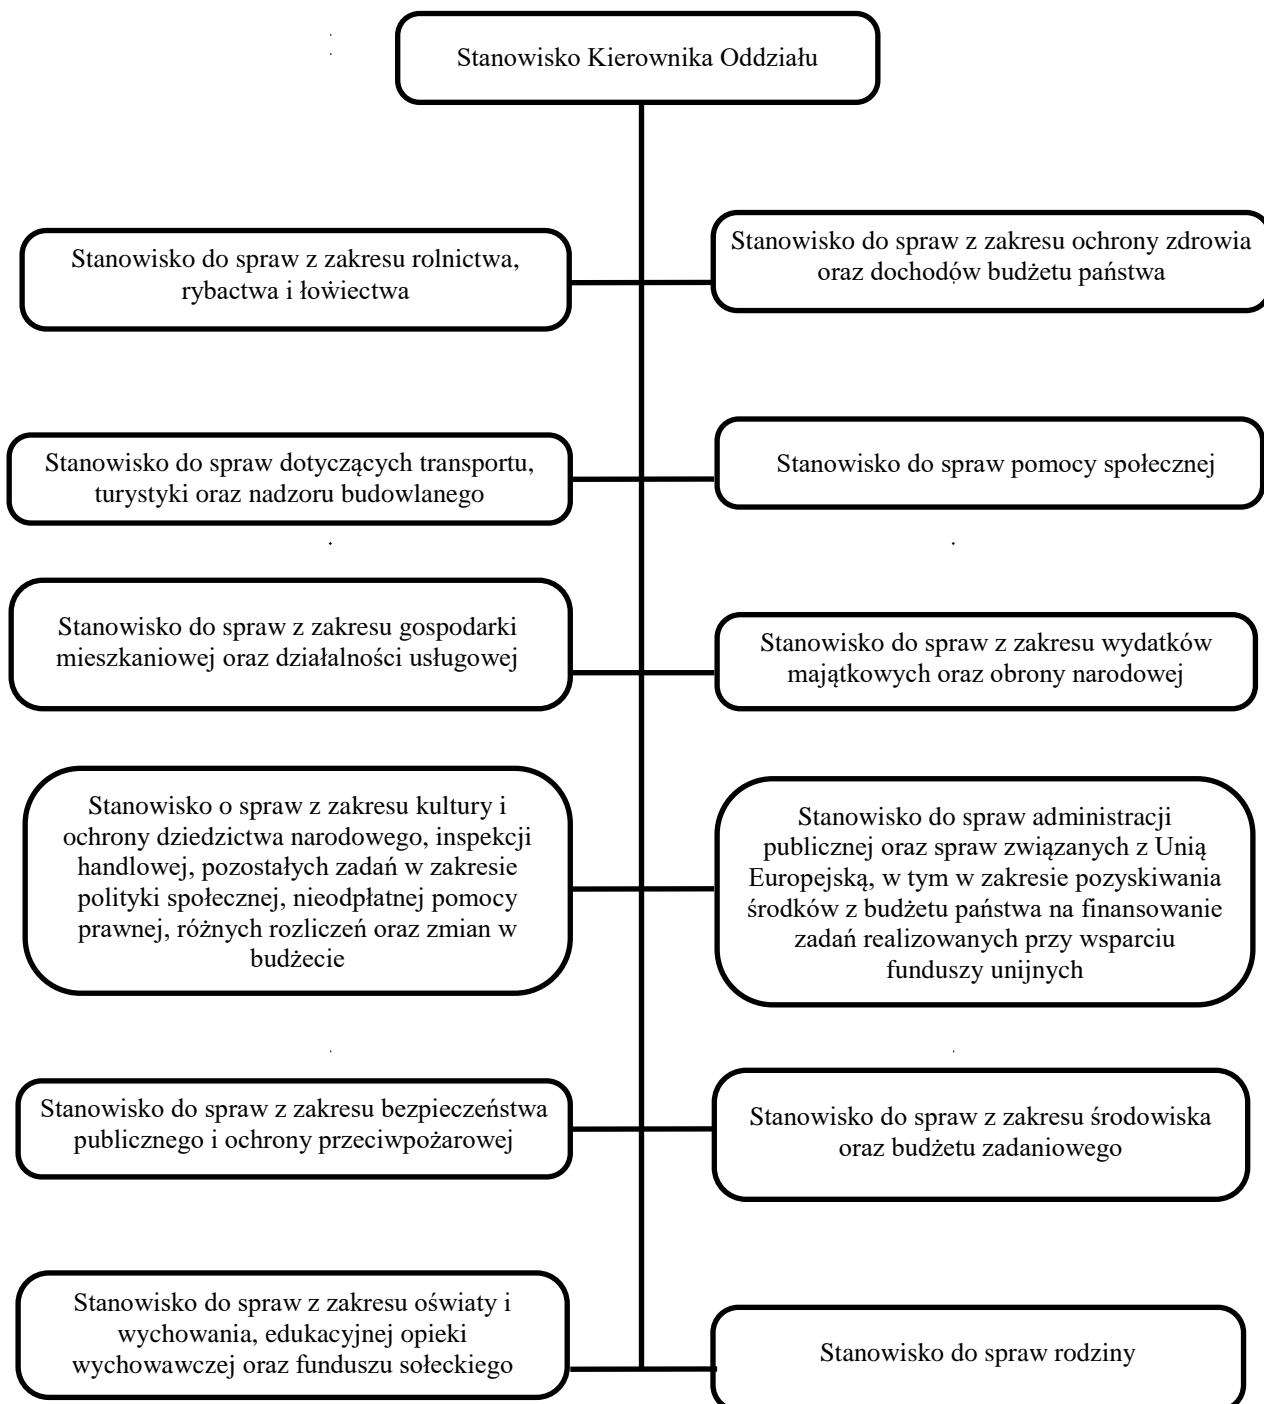 Stanowisko Kierownika Oddziału
Stanowisko do spraw z zakresu rolnictwa,
rybactwa i łowiectwa
Stanowisko do spraw z zakresu ochrony zdrowia
oraz dochodów budżetu państwa
Stanowisko do spraw dotyczących transportu,
turystyki oraz nadzoru budowlanego
Stanowisko do spraw pomocy społecznej
Stanowisko do spraw z zakresu gospodarki
mieszkaniowej oraz działalności usługowej
Stanowisko do spraw z zakresu wydatków
majątkowych oraz obrony narodowej
Stanowisko o spraw z zakresu kultury i
ochrony dziedzictwa narodowego, inspekcji
handlowej, pozostałych zadań w zakresie
polityki społecznej, nieodpłatnej pomocy
prawnej, różnych rozliczeń oraz zmian w
budżecie
Stanowisko do spraw administracji
publicznej oraz spraw związanych z Unią
Europejską, w tym w zakresie pozyskiwania
środków z budżetu państwa na finansowanie
zadań realizowanych przy wsparciu
funduszy unijnych
Stanowisko do spraw z zakresu bezpieczeństwa
publicznego i ochrony przeciwpożarowej
Stanowisko do spraw z zakresu środowiska
oraz budżetu zadaniowego
Stanowisko do spraw z zakresu oświaty i
wychowania, edukacyjnej opieki
wychowawczej oraz funduszu sołeckiego
Stanowisko do spraw rodziny